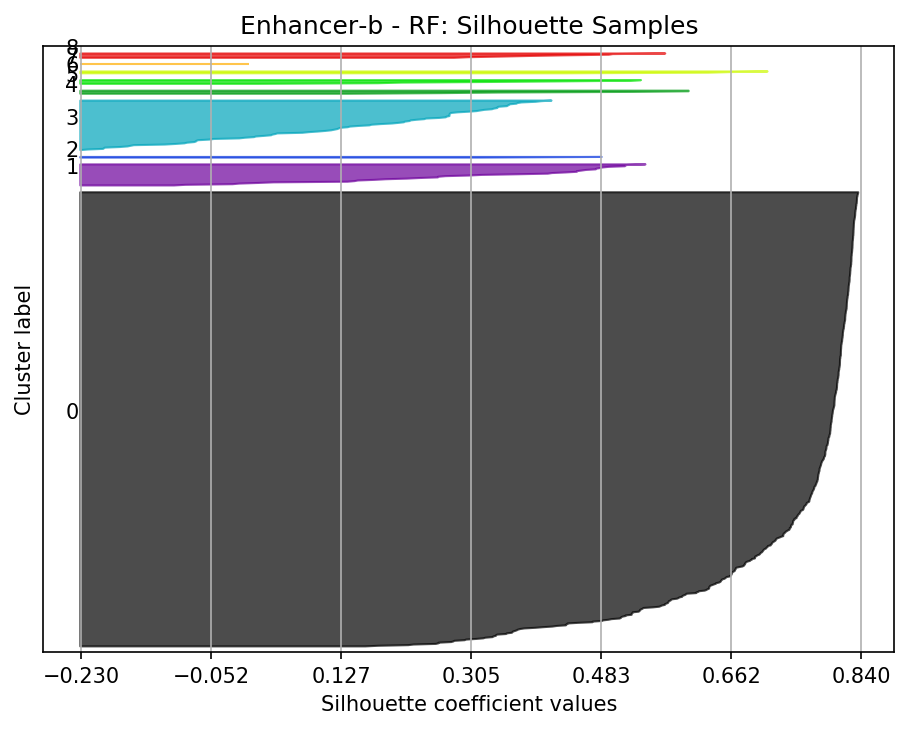 Enhancer-b - RF: Silhouette Samples
8
7
6
5
4
3
2
1
0
Cluster label
−0.230 −0.052 0.127 0.305 0.483 0.662 0.840
Silhouette coefficient values